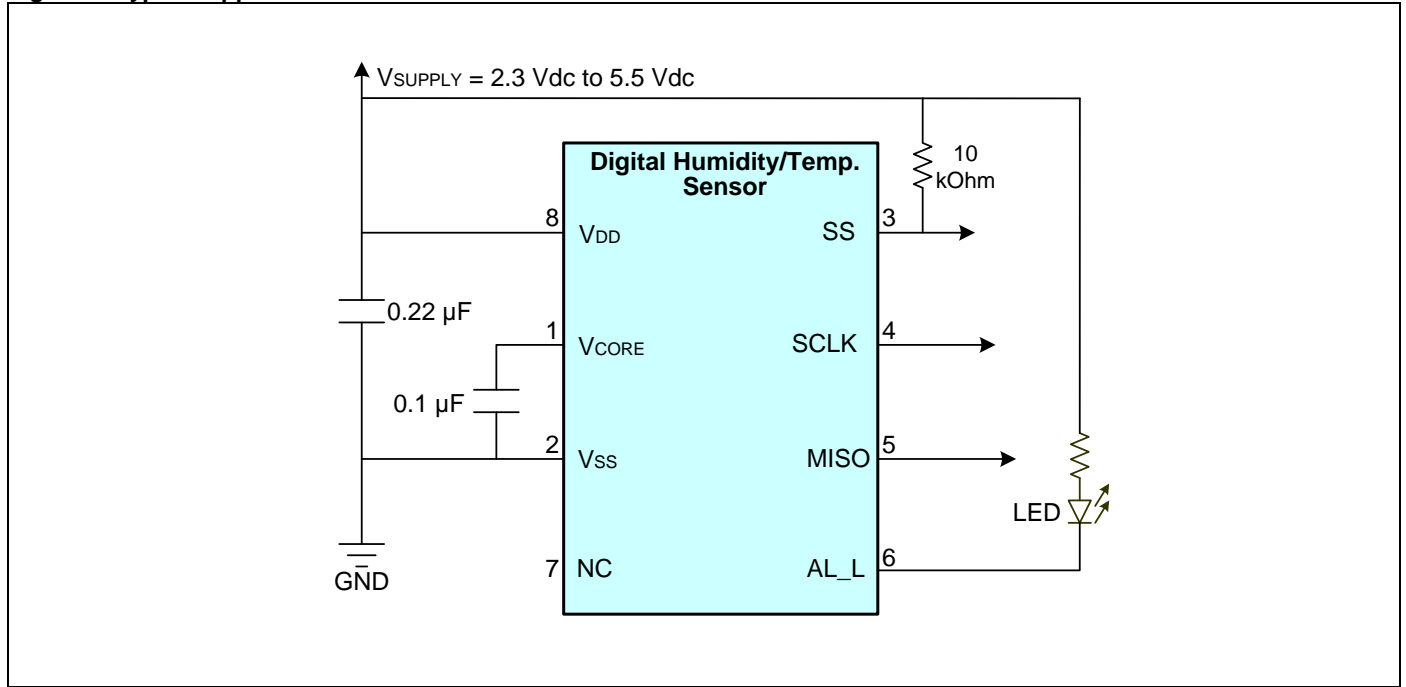 VSUPPLY = 2.3 Vdc to 5.5 Vdc
Digital Humidity/Temp.
Sensor
10
kOhm
8
VDD
SS
3
0.22 µF
1
VCORE
SCLK
4
0.1 µF
2
VSS
MISO
5
LED
GND
7
NC
AL_L
6